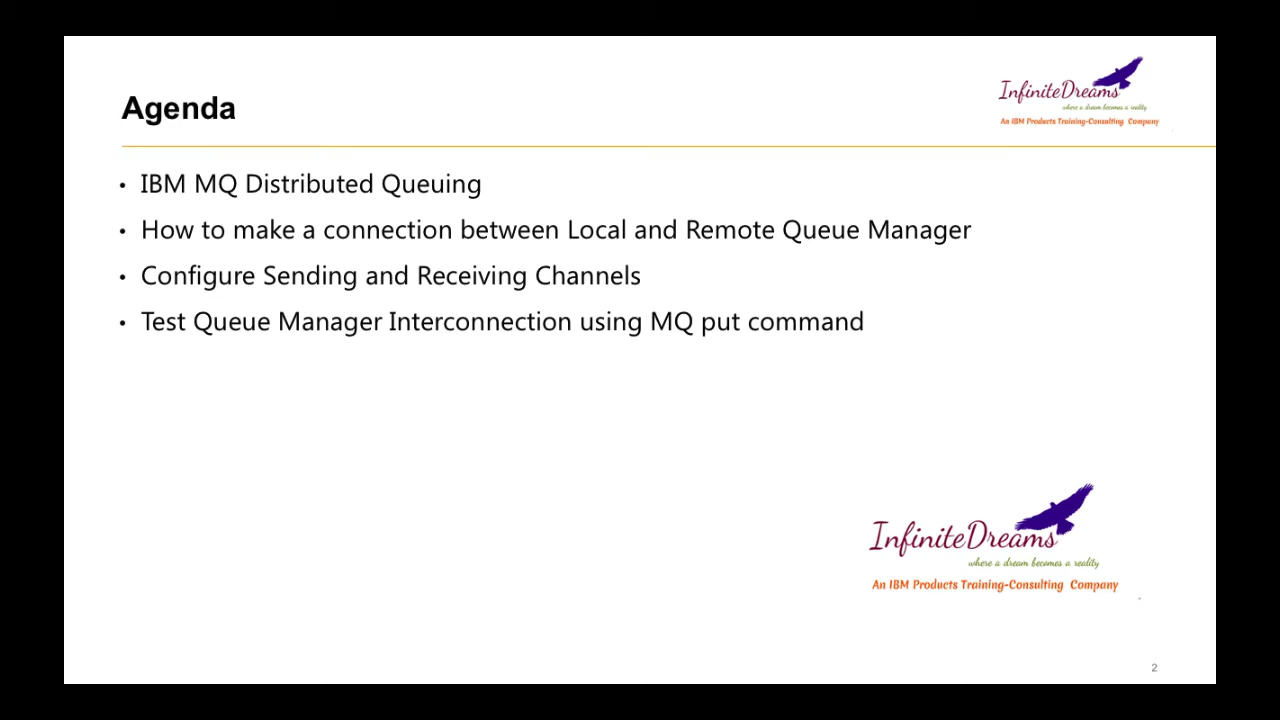 InfiniteDreams
where a dream becomes a reality
An IBM Products Training-Consulting Company
Agenda
• IBM MQ Distributed Queuing
• How to make a connection between Local and Remote Queue Manager
• Configure Sending and Receiving Channels
• Test Queue Manager Interconnection using MQ put command
InfiniteDreams
where a dream becomes a reality
An IBM Products Training-Consulting Company
2